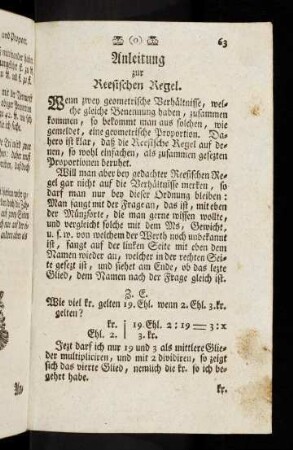 (o) 63
Anleitung
zur
Reesischen Regel.
Wenn zwey geometrische Verhältnisse, wel-
che gleiche Benennung haben, zusammen
kommen, so bekommt man aus solchen, wie
gemeldet, eine geometrische Proportion. Da-
hero ist klar, daß die Reesische Regel auf de-
nen, so wohl einfachen, als zusammen gesezten
Proportionen beruhet.
Will man aber bey gedachter Reesischen Re-
gel gar nicht auf die Verhältnisse merken, so
darf man nur bey dieser Ordnung bleiben:
Man fangt mit der Frage an, das ist, mit eben
der Münzsorte, die man gerne wissen wollte,
und vergleicht solche mit dem Ms, Gewicht,
u. s. w. von welchem der Werth noch unbekannt
ist, fangt auf der linken Seite mit eben dem
Namen wieder an, welcher in der rechten Sei-
te gesezt ist, und siehet am Ende, ob das lezte
Glied, dem Namen nach der Frage gleich ist.
Z. E.
Wie viel kr. gelten 19. Ehl. wenn 2. Ehl. 3. kr.
gelten?
kr. | 19. Ehl. 2 : 19 = 3 : x
Ehl. 2. | 3. kr.
Jezt darf ich nur 19 und 3 als mittlere Glie-
der multipliciren, und mit 2 dividiren, so zeigt
sich das vierte Glied, nemlich die kr. so ich be-
gehrt habe.
kr.